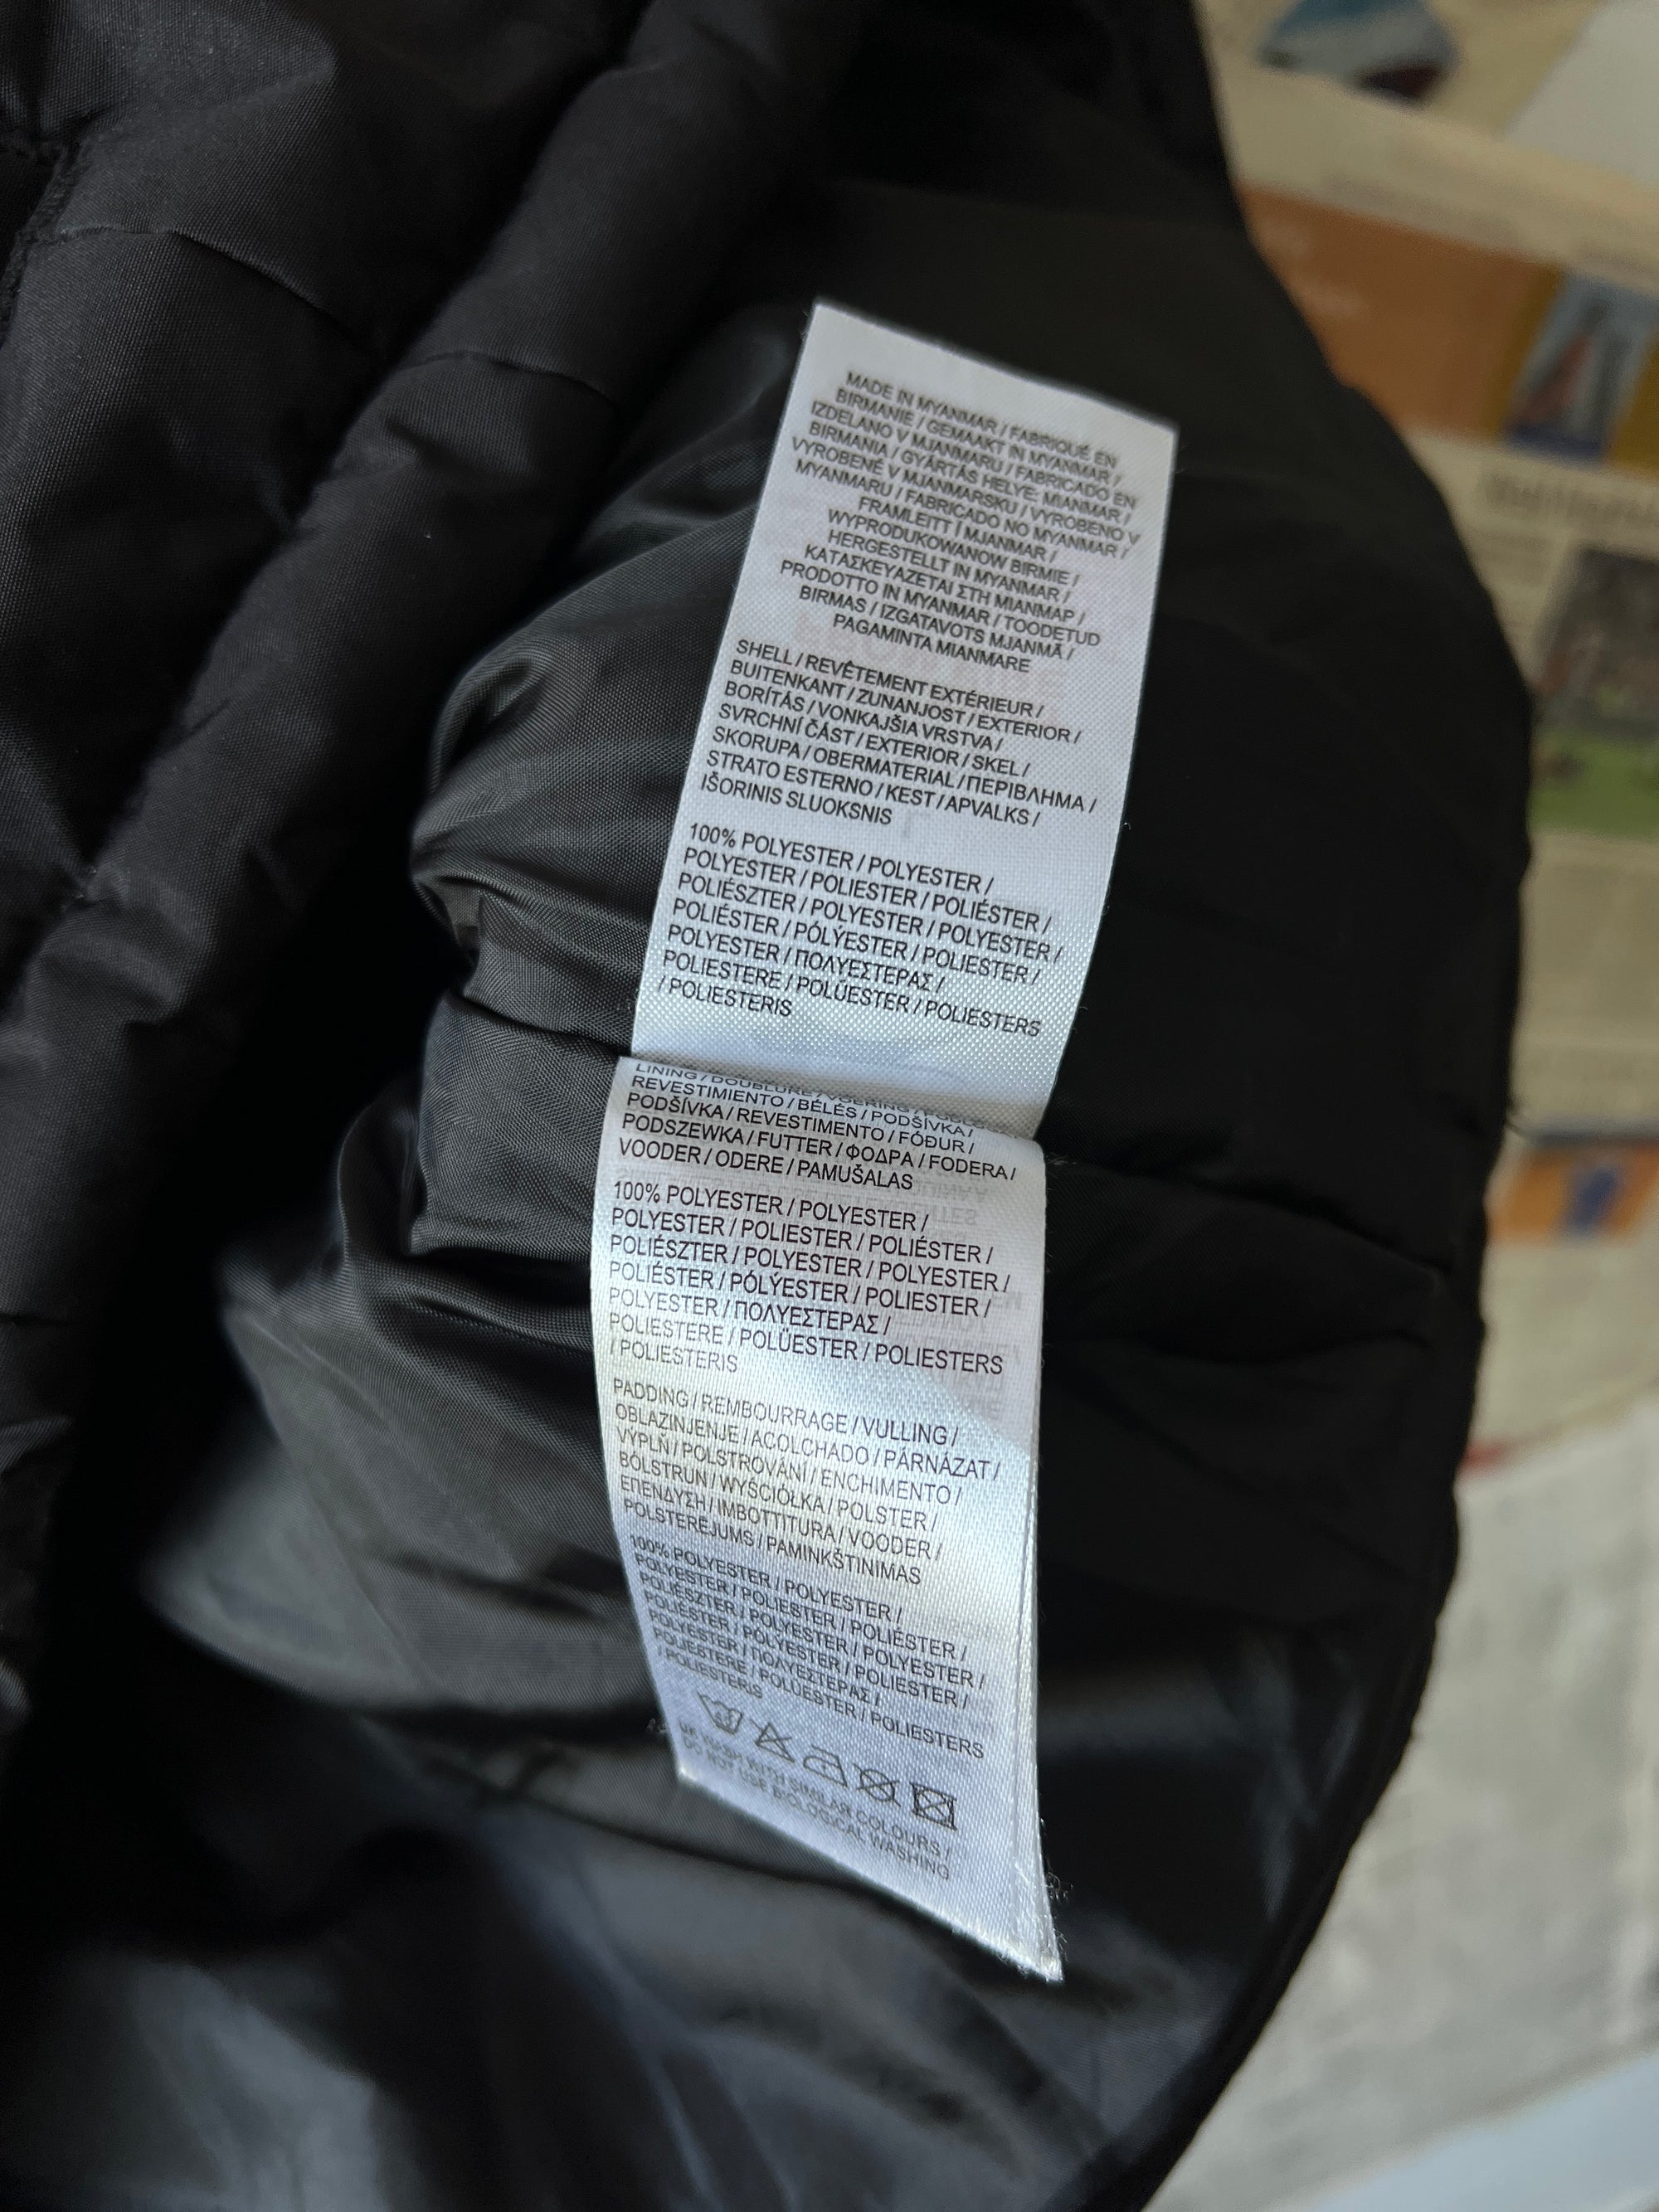 MADE IN MYANMAR / FABRIQUÉ EN
BIRMANIE / GEMAAKT IN MYANMAR /
IZDELANO V MJANMARU / FABRICADO EN
BIRMANIA / GYÁRTÁS HELYE: MIANMAR /
VYROBENÉ V MJANMARSKU / VYROBENO V
MYANMARU / FABRICADO NO MYANMAR /
FRAMLEITT Í MJANMAR /
WYPRODUKOWANOW BIRMIE /
HERGESTELLT IN MYANMAR /
ΚΑΤΑΣΚΕΥΑΖΕΤΑΙ ΣΤΗ ΜΙΑΝΜΑΡ /
PRODOTTO IN MYANMAR / TOODETUD
BIRMAS / IZGATAVOTS MJANMĀ /
PAGAMINTA MIANMARE
SHELL / REVÊTEMENT EXTÉRIEUR /
BUITENKANT / ZUNANJOST / EXTERIOR /
BORÍTÁS / VONKAJŠIA VRSTVA /
SVRCHNÍ ČÁST / EXTERIOR / SKEL /
SKORUPA / OBERMATERIAL / ΠΕΡΙΒΛΗΜΑ /
STRATO ESTERNO / KEST / APVALKS /
IŠORINIS SLUOKSNIS
100% POLYESTER / POLYESTER /
POLYESTER / POLIESTER / POLIÉSTER /
POLIÉSZTER / POLYESTER / POLYESTER /
POLIÉSTER / PÓLÝESTER / POLIESTER /
POLYESTER / ΠΟΛΥΕΣΤΕΡΑΣ /
POLIESTERE / POLÜESTER / POLIESTERS
/ POLIESTERIS
LINING / DOUBLURE / VOERING /
REVESTIMIENTO / BÉLÉS / PODŠÍVKA /
PODŠÍVKA / REVESTIMENTO / FÓÐUR /
PODSZEWKA / FUTTER / ΦΟΔΡΑ / FODERA /
VOODER / ODERE / PAMUŠALAS
100% POLYESTER / POLYESTER /
POLYESTER / POLIESTER / POLIÉSTER /
POLIÉSZTER / POLYESTER / POLYESTER /
POLIÉSTER / PÓLÝESTER / POLIESTER /
POLYESTER / ΠΟΛΥΕΣΤΕΡΑΣ /
POLIESTERE / POLÜESTER / POLIESTERS
/ POLIESTERIS
PADDING / REMBOURRAGE / VULLING /
OBLAZINJENJE / ACOLCHADO / PÁRNÁZAT /
VÝPLŇ / POLSTROVÁNÍ / ENCHIMENTO /
BÓLSTRUN / WYŚCIÓŁKA / POLSTER /
ΕΠΕΝΔΥΣΗ / IMBOTTITURA / VOODER /
POLSTERĒJUMS / PAMINKŠTINIMAS
100% POLYESTER / POLYESTER /
POLYESTER / POLIESTER / POLIÉSTER /
POLIÉSZTER / POLYESTER / POLYESTER /
POLIÉSTER / PÓLÝESTER / POLIESTER /
POLYESTER / ΠΟΛΥΕΣΤΕΡΑΣ /
POLIESTERE / POLÜESTER / POLIESTERS
/ POLIESTERIS
UK WASH WITH SIMILAR COLOURS /
DO NOT USE BIOLOGICAL WASHING